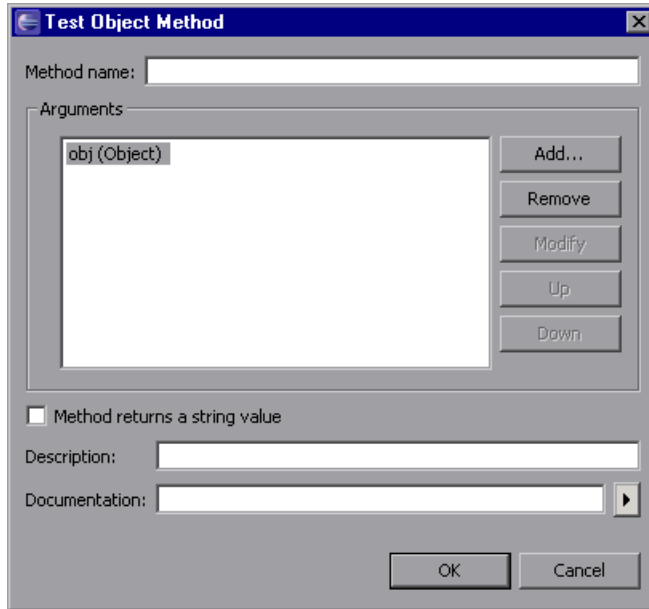 Test Object Method
Method name:
Arguments
obj (Object)
Add...
Remove
Modify
Up
Down
Method returns a string value
Description:
Documentation:
OK
Cancel